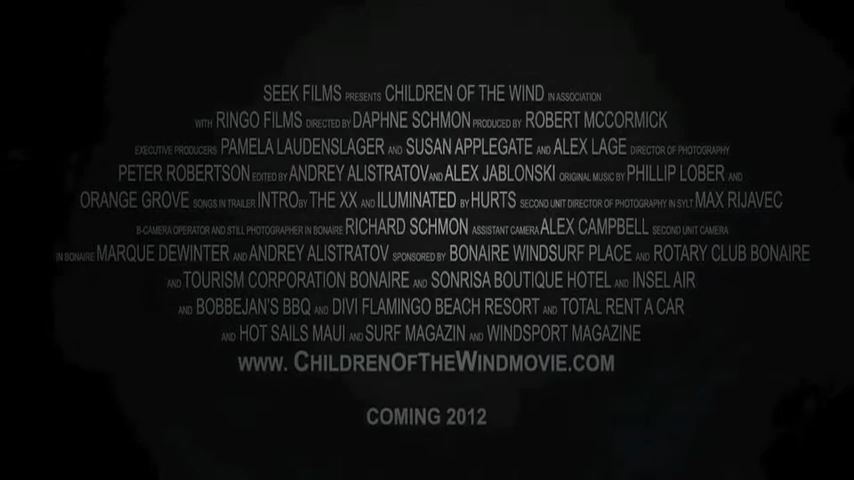 SEEK FILMS PRESENTS CHILDREN OF THE WIND IN ASSOCIATION
WITH RINGO FILMS DIRECTED BY DAPHNE SCHMON PRODUCED BY ROBERT MCCORMICK
EXECUTIVE PRODUCERS PAMELA LAUDENSLAGER AND SUSAN APPLEGATE AND ALEX LAGE DIRECTOR OF PHOTOGRAPHY
PETER ROBERTSON EDITED BY ANDREY ALISTRATOV AND ALEX JABLONSKI ORIGINAL MUSIC BY PHILLIP LOBER AND
ORANGE GROVE SONGS IN TRAILER INTRO BY THE XX AND ILUMINATED BY HURTS SECOND UNIT DIRECTOR OF PHOTOGRAPHY IN SYLT MAX RIJAVEC
B-CAMERA OPERATOR AND STILL PHOTOGRAPHER IN BONAIRE RICHARD SCHMON ASSISTANT CAMERA ALEX CAMPBELL SECOND UNIT CAMERA
IN BONAIRE MARQUE DEWINTER AND ANDREY ALISTRATOV SPONSORED BY BONAIRE WINDSURF PLACE AND ROTARY CLUB BONAIRE
AND TOURISM CORPORATION BONAIRE AND SONRISA BOUTIQUE HOTEL AND INSEL AIR
AND BOBBEJAN'S BBQ AND DIVI FLAMINGO BEACH RESORT AND TOTAL RENT A CAR
AND HOT SAILS MAUI AND SURF MAGAZIN AND WINDSPORT MAGAZINE
WWW. CHILDRENOFTHEWINDMOVIE.COM
COMING 2012